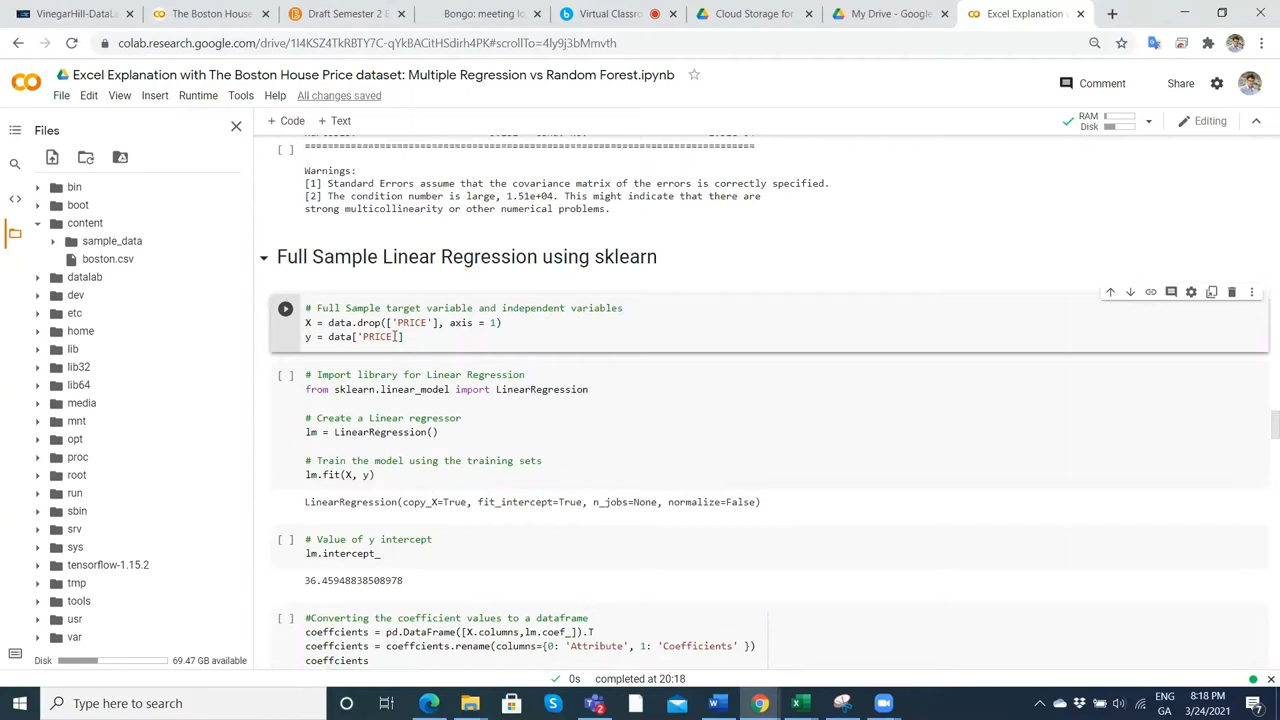 VinegarHill-DataLa
The Boston House
Draft Semester 2 E
Bongo: meeting lo
Virtual Classro
Cloud Storage for
My Drive - Google
Excel Explanation
colab.research.google.com/drive/1I4KSZ4TkRBTY7C-qYkBACitHSdirh4PK#scrollTo=4ly9j3bMmvth
Excel Explanation with The Boston House Price dataset: Multiple Regression vs Random Forest.ipynb
Comment
Share
File
Edit
View
Insert
Runtime
Tools
Help
All changes saved
+ Code
+ Text
RAM
Disk
Editing
Files
bin
boot
content
sample_data
boston.csv
datalab
dev
etc
home
lib
lib32
lib64
media
mnt
opt
proc
root
run
sbin
srv
sys
tensorflow-1.15.2
tmp
tools
usr
var
Disk
69.47 GB available
[ ]
==============================================================================
Warnings:
[1] Standard Errors assume that the covariance matrix of the errors is correctly specified.
[2] The condition number is large, 1.51e+04. This might indicate that there are
strong multicollinearity or other numerical problems.
Full Sample Linear Regression using sklearn
# Full Sample target variable and independent variables
X = data.drop(['PRICE'], axis = 1)
y = data['PRICE']
[ ]
# Import library for Linear Regression
from sklearn.linear_model import LinearRegression
# Create a Linear regressor
lm = LinearRegression()
# Train the model using the training sets
lm.fit(X, y)
LinearRegression(copy_X=True, fit_intercept=True, n_jobs=None, normalize=False)
[ ]
# Value of y intercept
lm.intercept_
36.45948838508978
[ ]
#Converting the coefficient values to a dataframe
coeffcients = pd.DataFrame([X.columns,lm.coef_]).T
coeffcients = coeffcients.rename(columns={0: 'Attribute', 1: 'Coefficients' })
coeffcients
0s
completed at 20:18
Type here to search
ENG
GA
8:18 PM
3/24/2021